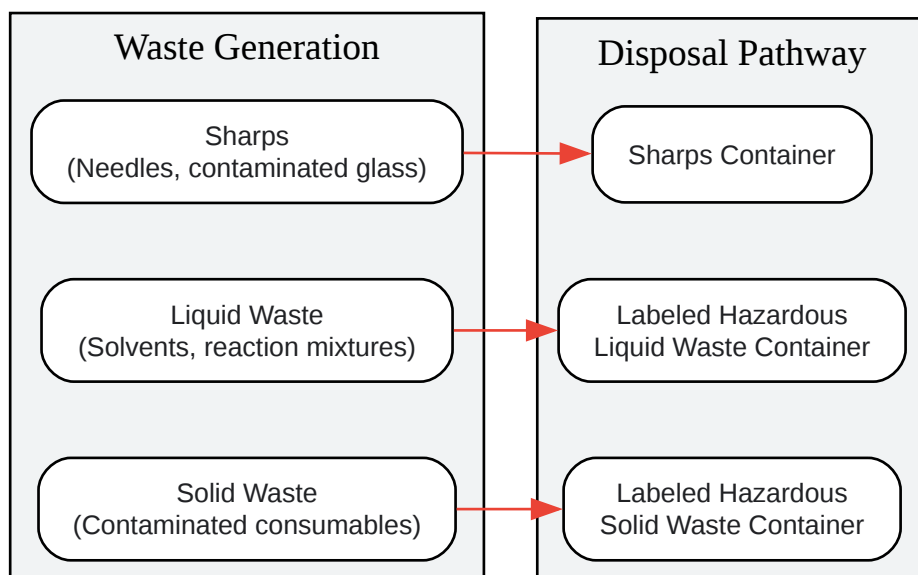 Waste Generation
Sharps
(Needles, contaminated glass)
Liquid Waste
(Solvents, reaction mixtures)
Solid Waste
(Contaminated consumables)
Disposal Pathway
Sharps Container
Labeled Hazardous
Liquid Waste Container
Labeled Hazardous
Solid Waste Container